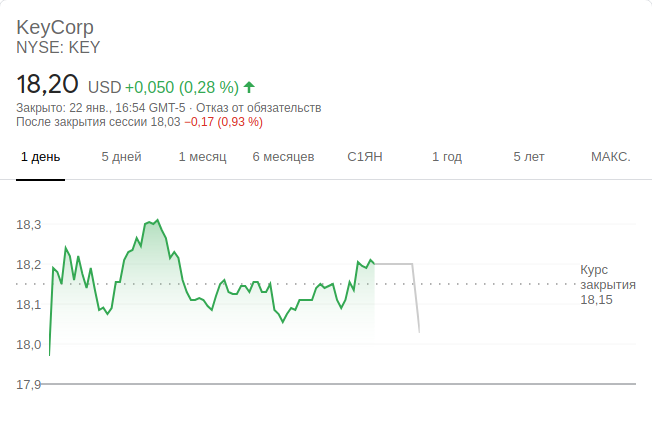 KeyCorp
NYSE: KEY
18,20 USD +0,050 (0,28 %)
Закрыто: 22 янв., 16:54 GMT-5 · Отказ от обязательств
После закрытия сессии 18,03 −0,17 (0,93 %)
1 день 5 дней 1 месяц 6 месяцев С1ЯН 1 год 5 лет МАКС.
18,3
18,2
Курс
закрытия
18,15
18,1
18,0
17,9